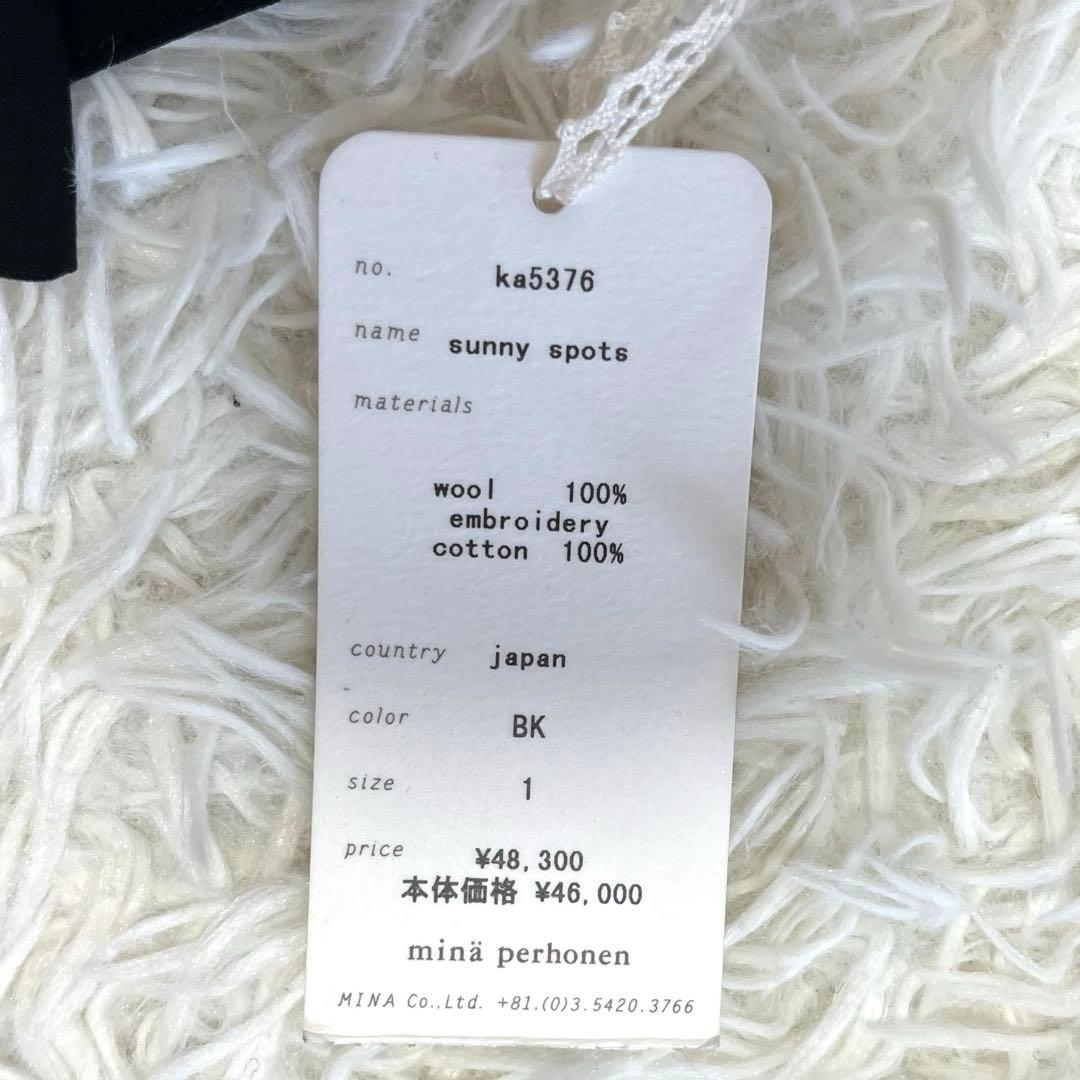 no. ka5376
name sunny spots
materials
wool 100%
embroidery
cotton 100%
country japan
color BK
size 1
price ¥48,300
本体価格 ¥46,000
minä perhonen
MINA Co.,Ltd. +81.(0)3.5420.3766